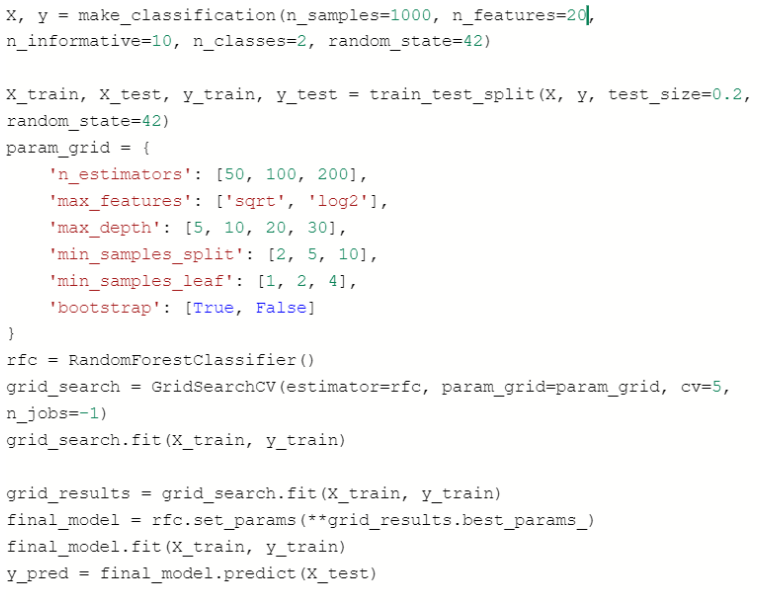 X, y = make_classification(n_samples=1000, n_features=20,
n_informative=10, n_classes=2, random_state=42)

X_train, X_test, y_train, y_test = train_test_split(X, y, test_size=0.2,
random_state=42)
param_grid = {
    'n_estimators': [50, 100, 200],
    'max_features': ['sqrt', 'log2'],
    'max_depth': [5, 10, 20, 30],
    'min_samples_split': [2, 5, 10],
    'min_samples_leaf': [1, 2, 4],
    'bootstrap': [True, False]
}
rfc = RandomForestClassifier()
grid_search = GridSearchCV(estimator=rfc, param_grid=param_grid, cv=5,
n_jobs=-1)
grid_search.fit(X_train, y_train)

grid_results = grid_search.fit(X_train, y_train)
final_model = rfc.set_params(**grid_results.best_params_)
final_model.fit(X_train, y_train)
y_pred = final_model.predict(X_test)